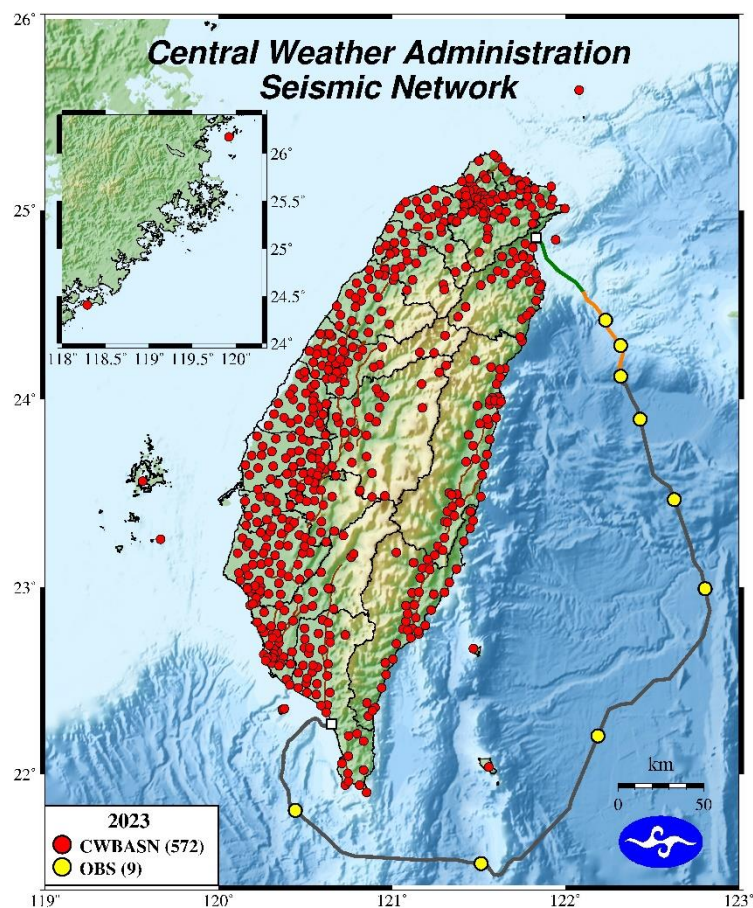 26°
Central Weather Administration
Seismic Network
26°
25.5°
25°
24.5°
24°
118° 118.5° 119° 119.5° 120°
25°
24°
23°
22°
km
0 50
2023
CWBASN (572)
OBS (9)
119° 120° 121° 122° 123°